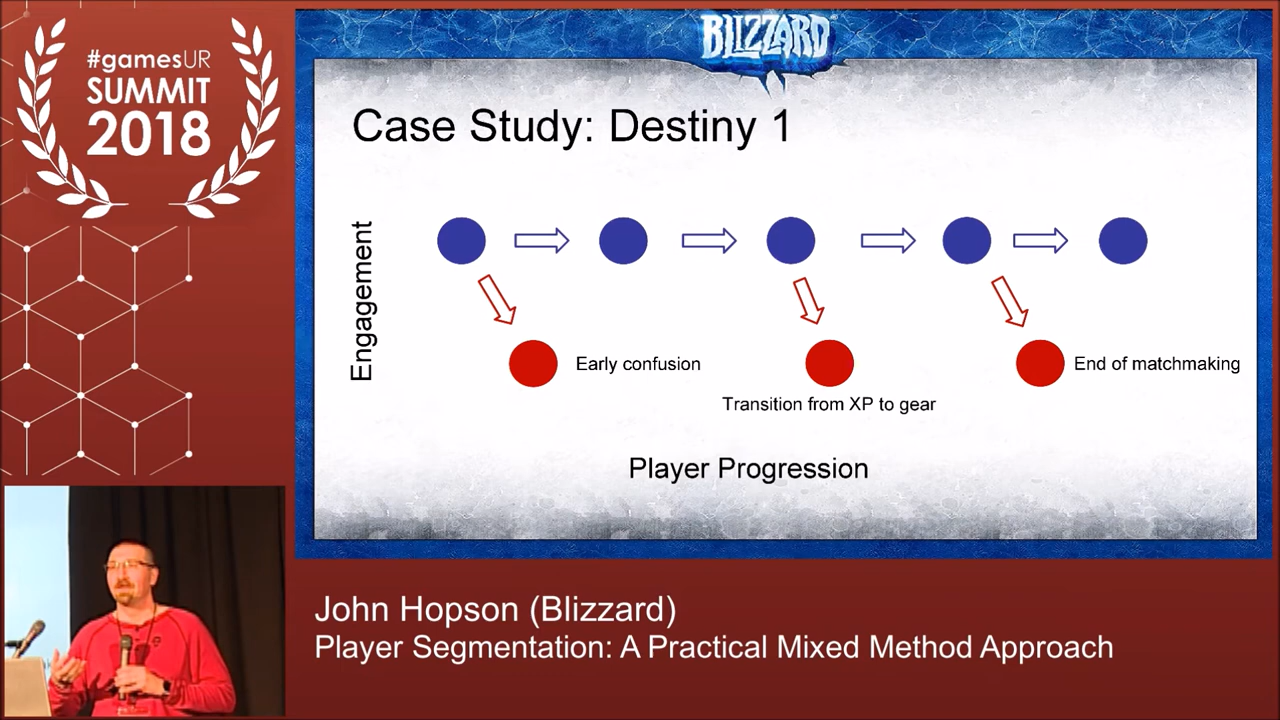 #gamesUR
SUMMIT
2018
BLIZZARD
Case Study: Destiny 1
Engagement
Early confusion
End of matchmaking
Transition from XP to gear
Player Progression
John Hopson (Blizzard)
Player Segmentation: A Practical Mixed Method Approach